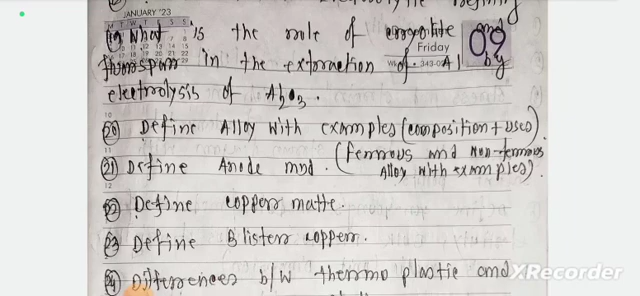 JANUARY '23
M T W T F S S
(19) What is the role of cryolite and
Friday
09
fluorspar in the extraction of Al by
electrolysis of Al2O3.
(20) Define Alloy with examples (composition + uses).
(ferrous and non-ferrous
Alloy with examples).
(21) Define Anode mud.
(22) Define copper matte.
(23) Define Blister copper.
(24) Differences b/w thermo plastic and
XRecorder